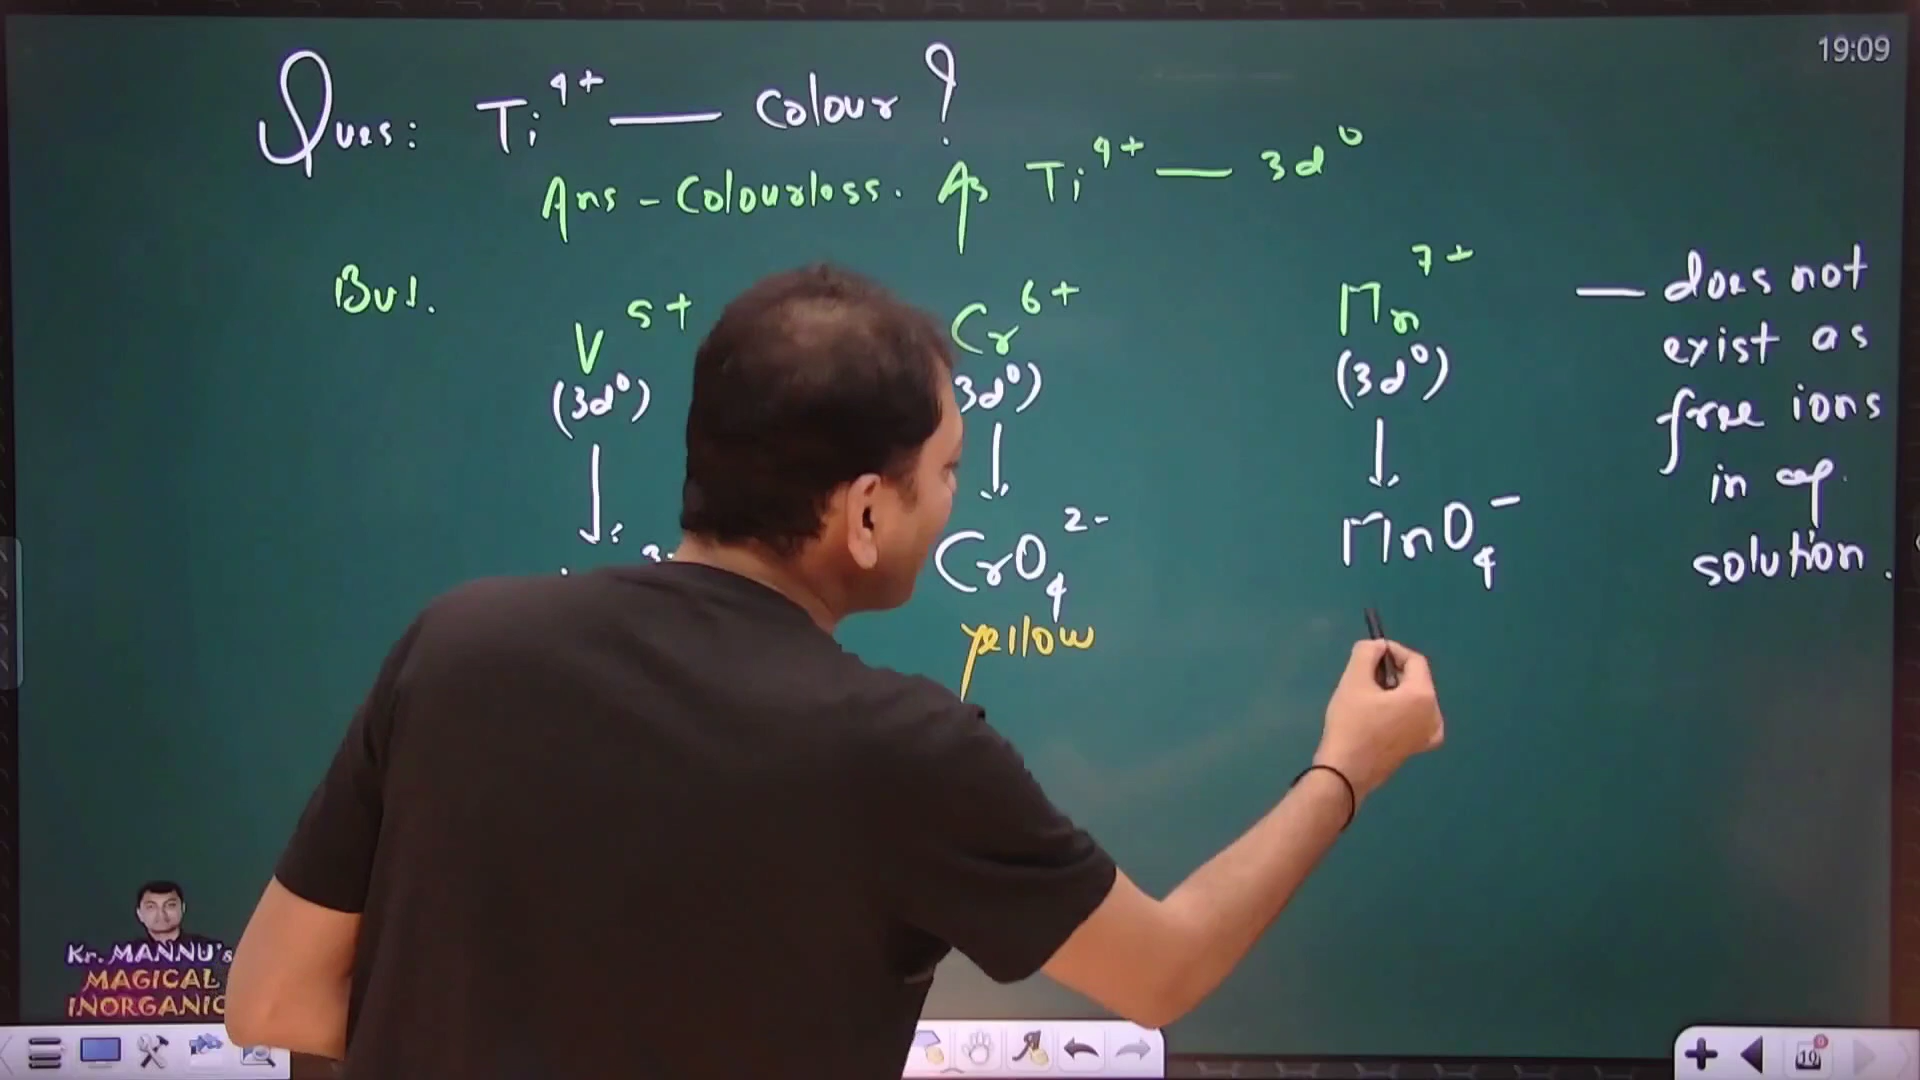 19:09
Ques: Ti⁴⁺ — Colour?
Ans - Colourless. As Ti⁴⁺ — 3d⁰
But.
V⁵⁺ Cr⁶⁺ Mn⁷⁺ — does not
(3d⁰) 3d⁰) (3d⁰) exist as
↓ ↓ ↓ free ions
CrO₄²⁻ MnO₄⁻ in aq.
yellow solution.
Kr. MANNU's
MAGICAL
INORGANIC
10